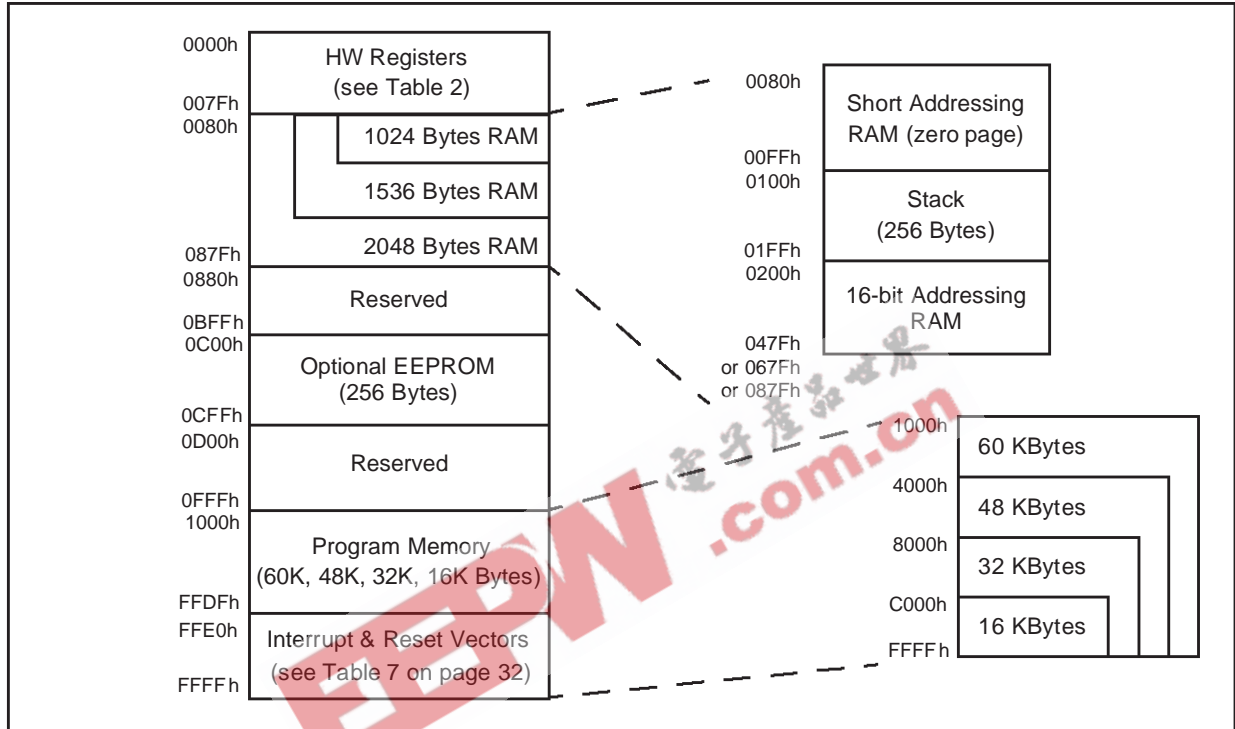 0000h
HW Registers
(see Table 2)
007Fh
0080h
1024 Bytes RAM
1536 Bytes RAM
2048 Bytes RAM
087Fh
0880h
Reserved
0BFFh
0C00h
Optional EEPROM
(256 Bytes)
0CFFh
0D00h
Reserved
0FFFh
1000h
Program Memory
(60K, 48K, 32K, 16K Bytes)
FFDFh
FFE0h
Interrupt & Reset Vectors
(see Table 7 on page 32)
FFFFh
0080h
Short Addressing
RAM (zero page)
00FFh
0100h
Stack
(256 Bytes)
01FFh
0200h
16-bit Addressing
RAM
047Fh
or 067Fh
or 087Fh
1000h
60 KBytes
4000h
48 KBytes
8000h
32 KBytes
C000h
16 KBytes
FFFFh
EEPW
.com.cn
電子產品世界